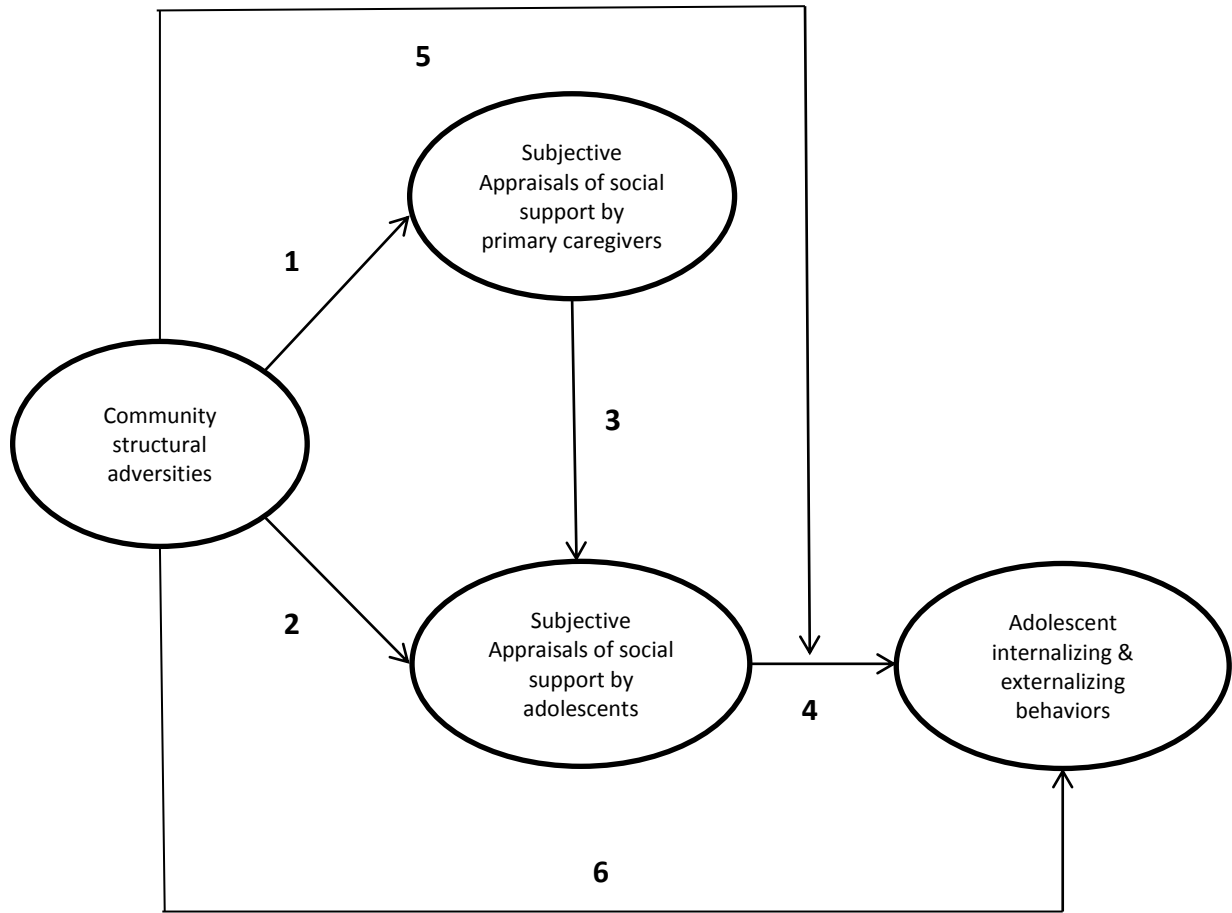 5
Subjective
Appraisals of social
support by
primary caregivers
1
Community
structural
adversities
3
2
Subjective
Appraisals of social
support by
adolescents
4
Adolescent
internalizing &
externalizing
behaviors
6